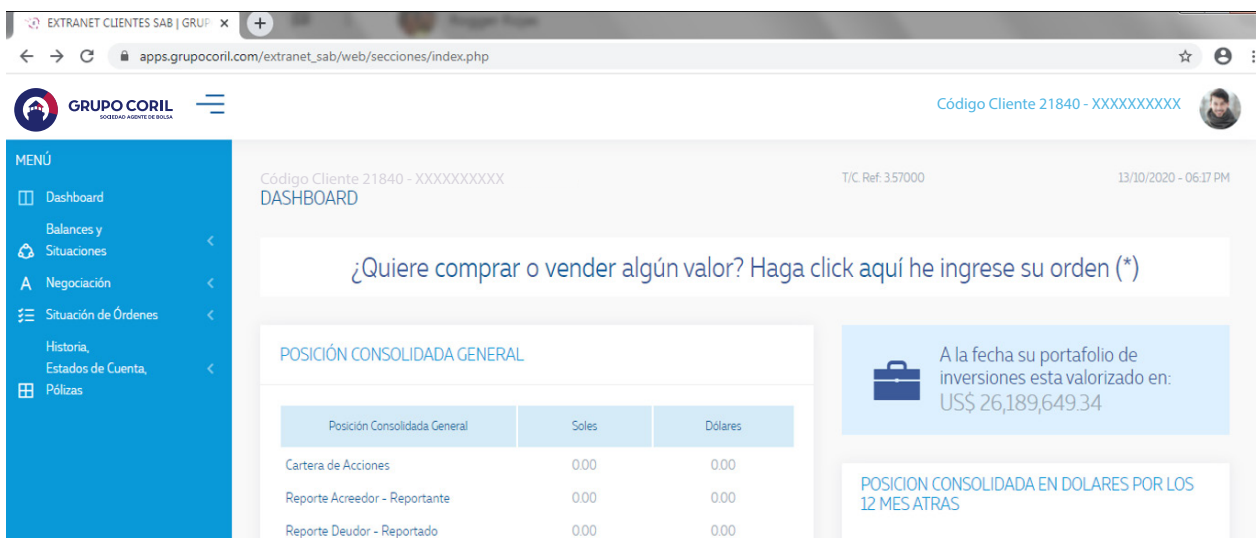 EXTRANET CLIENTES SAB | GRUP
apps.grupocoril.com/extranet_sab/web/secciones/index.php
GRUPO CORIL
SOCIEDAD AGENTE DE BOLSA
Código Cliente 21840 - XXXXXXXXXX
MENÚ
Dashboard
Balances y
Situaciones
Negociación
Situación de Órdenes
Historia,
Estados de Cuenta,
Pólizas
Código Cliente 21840 - XXXXXXXXXX
DASHBOARD
T/C. Ref: 3.57000
13/10/2020 - 06:17 PM
¿Quiere comprar o vender algún valor? Haga click aquí he ingrese su orden (*)
POSICIÓN CONSOLIDADA GENERAL
Posición Consolidada General Soles Dólares
Cartera de Acciones 0.00 0.00
Reporte Acreedor - Reportante 0.00 0.00
Reporte Deudor - Reportado 0.00 0.00
A la fecha su portafolio de
inversiones esta valorizado en:
US$ 26,189,649.34
POSICION CONSOLIDADA EN DOLARES POR LOS
12 MES ATRAS